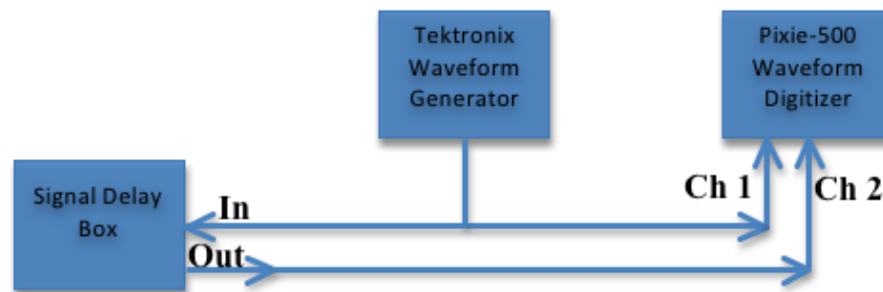 Tektronix
Waveform
Generator
Pixie-500
Waveform
Digitizer
Signal Delay
Box
In
Out
Ch 1
Ch 2